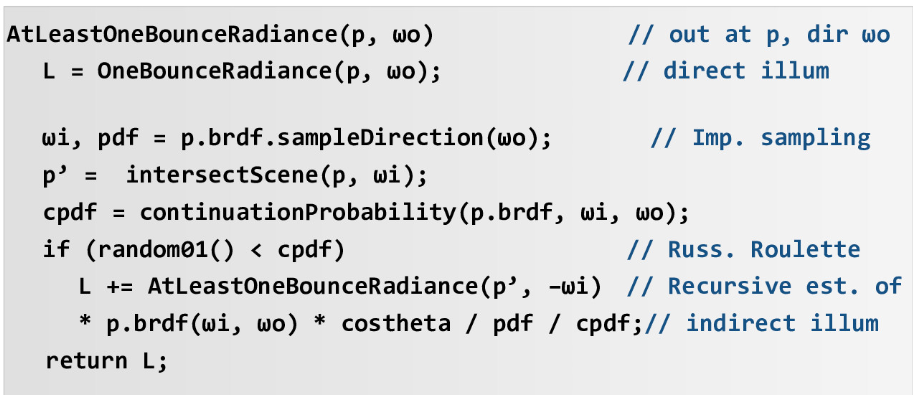 AtLeastOneBounceRadiance(p, ωo) // out at p, dir ωo
L = OneBounceRadiance(p, ωo); // direct illum
ωi, pdf = p.brdf.sampleDirection(ωo); // Imp. sampling
p’ = intersectScene(p, ωi);
cpdf = continuationProbability(p.brdf, ωi, ωo);
if (random01() < cpdf) // Russ. Roulette
L += AtLeastOneBounceRadiance(p’, –ωi) // Recursive est. of
* p.brdf(ωi, ωo) * costheta / pdf / cpdf;// indirect illum
return L;